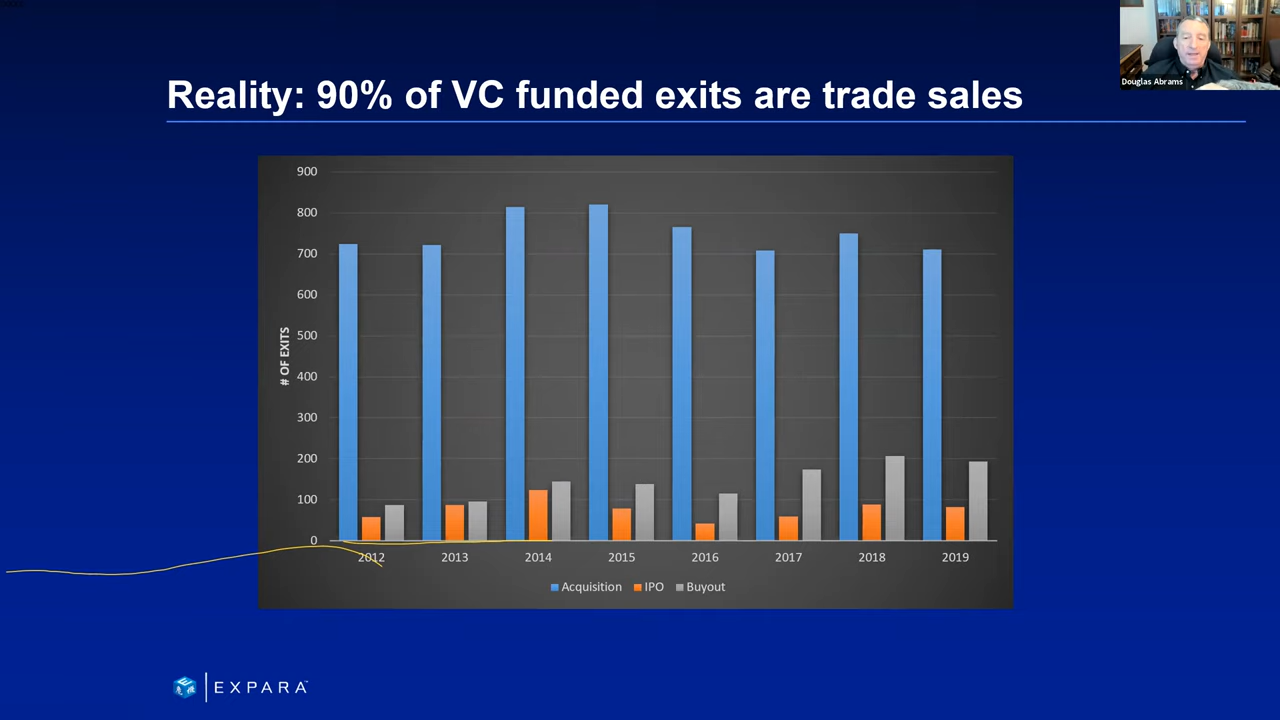 Douglas Abrams
Reality: 90% of VC funded exits are trade sales
900
800
700
600
500
400
300
200
100
0
# OF EXITS
2012 2013 2014 2015 2016 2017 2018 2019
Acquisition IPO Buyout
EXPARA